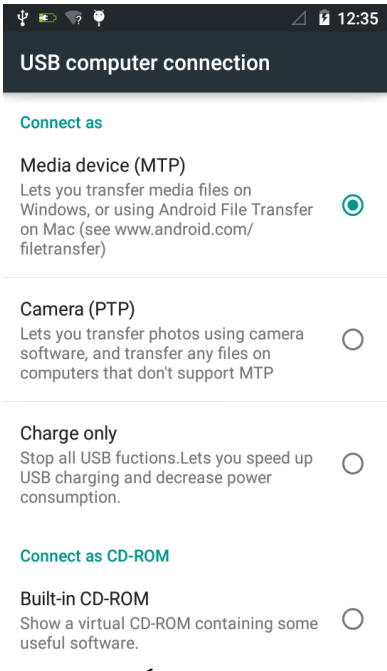 12:35
USB computer connection
Connect as
Media device (MTP)
Lets you transfer media files on
Windows, or using Android File Transfer
on Mac (see www.android.com/
filetransfer)
Camera (PTP)
Lets you transfer photos using camera
software, and transfer any files on
computers that don't support MTP
Charge only
Stop all USB fuctions.Lets you speed up
USB charging and decrease power
consumption.
Connect as CD-ROM
Built-in CD-ROM
Show a virtual CD-ROM containing some
useful software.